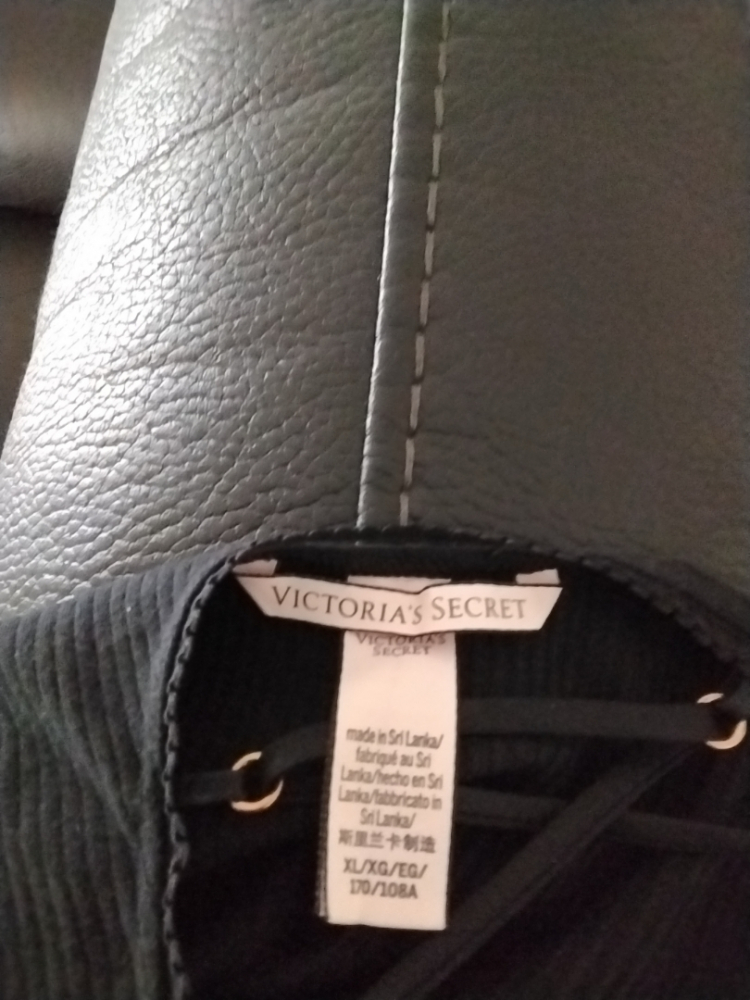 VICTORIA'S SECRET
VICTORIA'S
SECRET
made in Sri Lanka/
fabriqué au Sri
Lanka/hecho en Sri
Lanka/fabbricato in
Sri Lanka/
斯里兰卡制造
XL/XG/EG/
170/108A